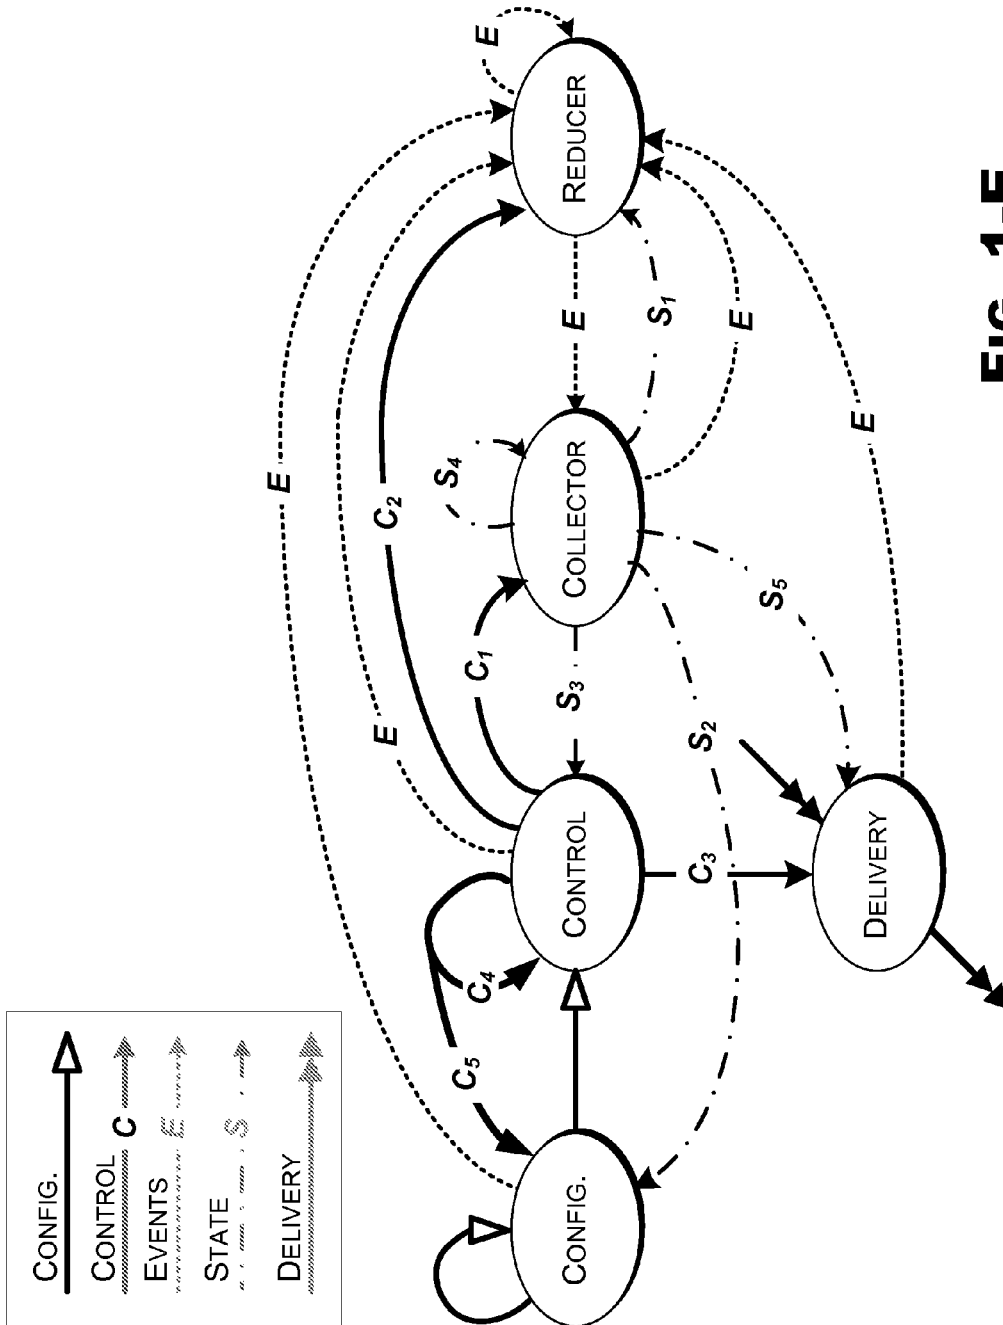 CONFIG.
CONTROL C
EVENTS E
STATE S
DELIVERY
E
E
C2
E
C5
C4
C1
S4
E
CONFIG.
CONTROL
S3
COLLECTOR
E
REDUCER
S1
C3
S2
S5
E
DELIVERY
E
FIG. 1-E